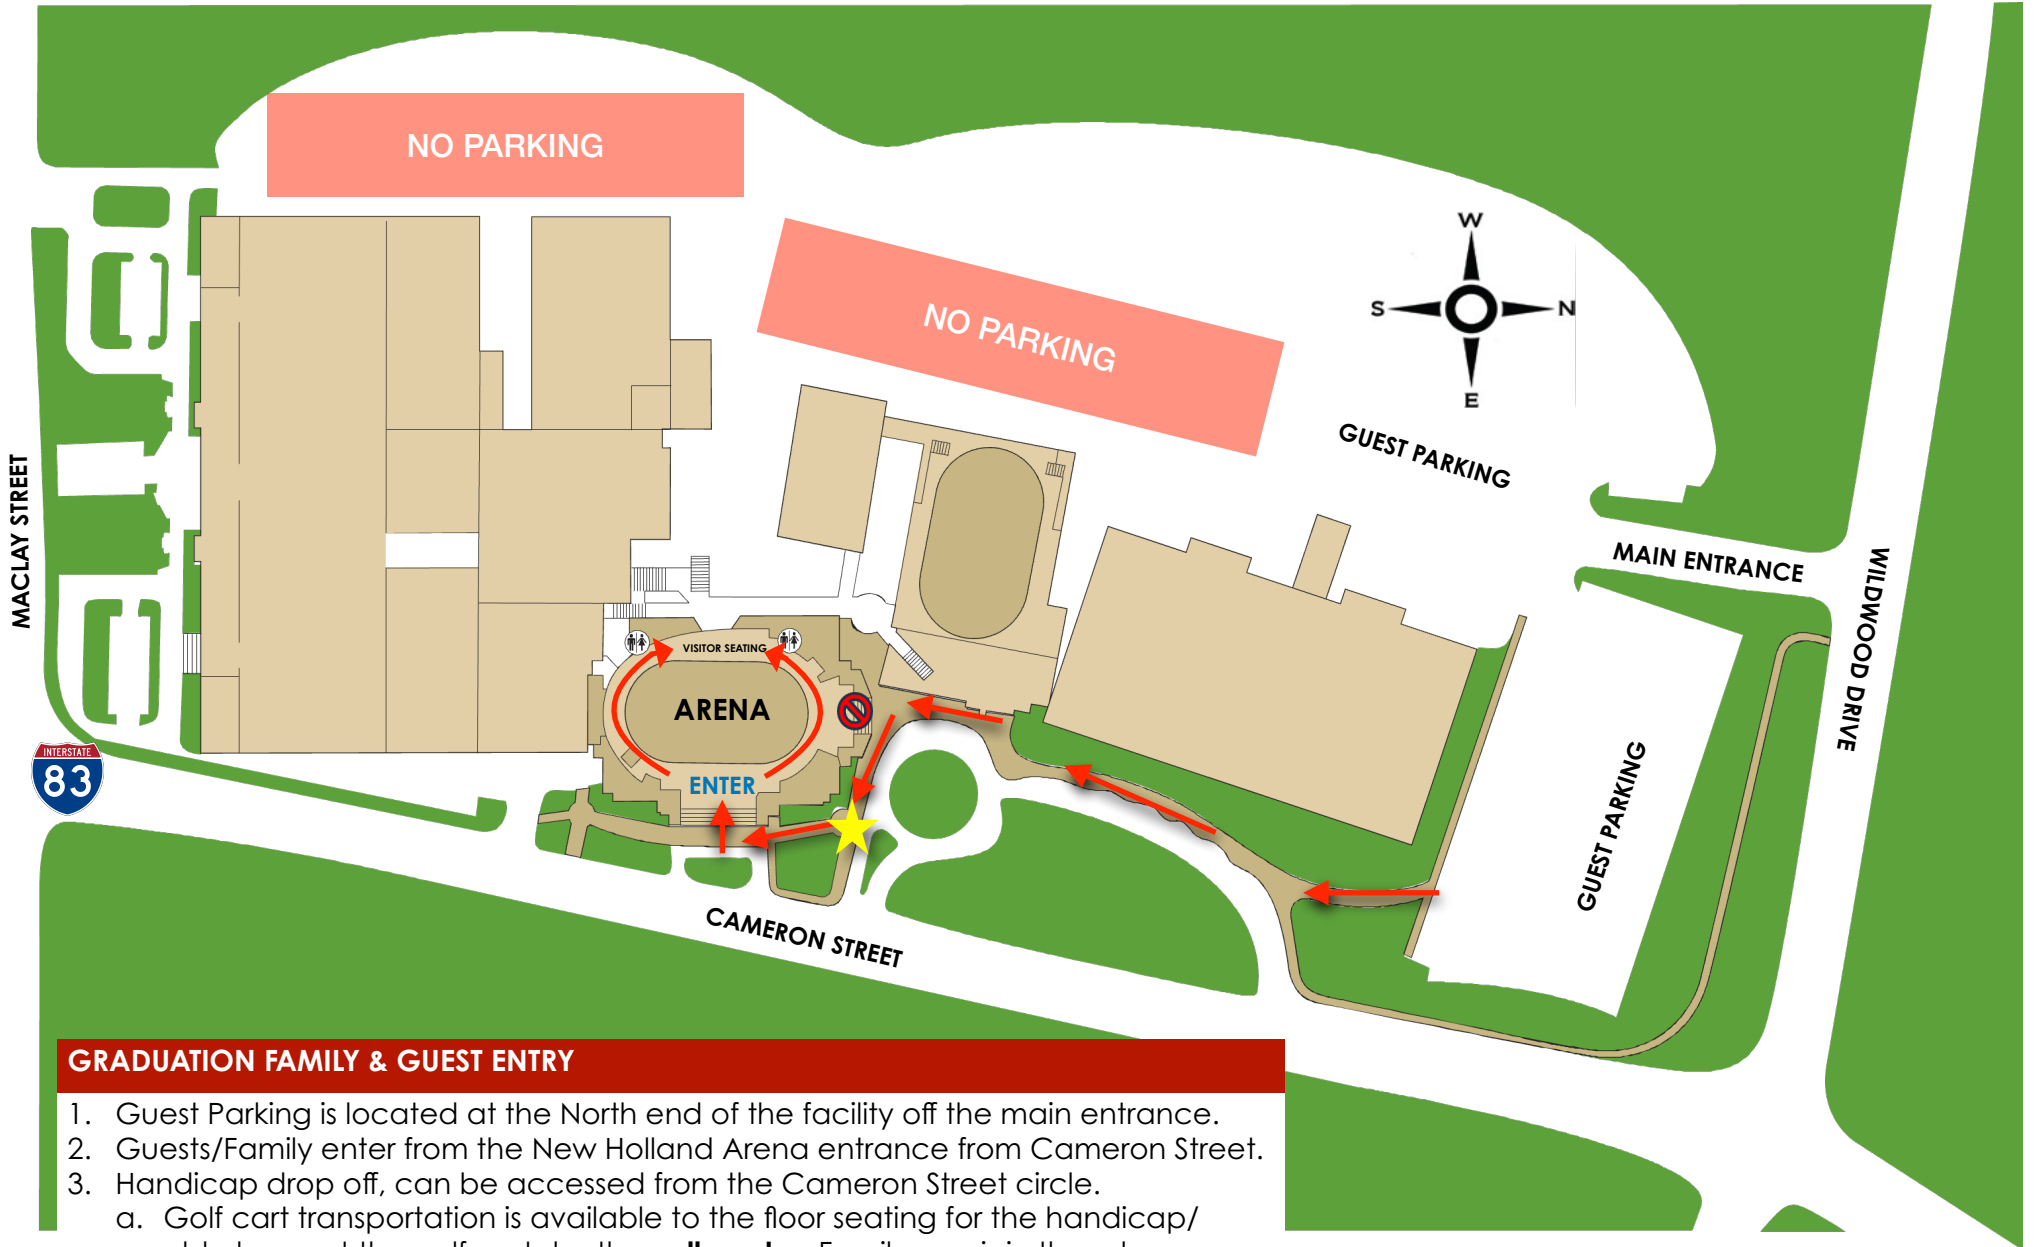 NO PARKING
NO PARKING
W
S
N
E
GUEST PARKING
MAIN ENTRANCE
WILDWOOD DRIVE
MACLAY STREET
VISITOR SEATING
ARENA
ENTER
INTERSTATE
83
GUEST PARKING
CAMERON STREET
GRADUATION FAMILY & GUEST ENTRY
1. Guest Parking is located at the North end of the facility off the main entrance.
2. Guests/Family enter from the New Holland Arena entrance from Cameron Street.
3. Handicap drop off, can be accessed from the Cameron Street circle.
a. Golf cart transportation is available to the floor seating for the handicap/